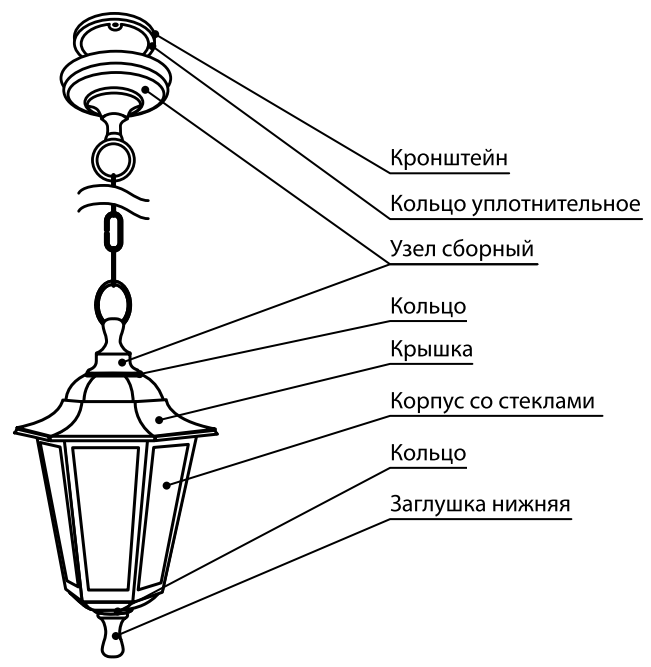 Кронштейн
Кольцо уплотнительное
Узел сборный
Кольцо
Крышка
Корпус со стеклами
Кольцо
Заглушка нижняя